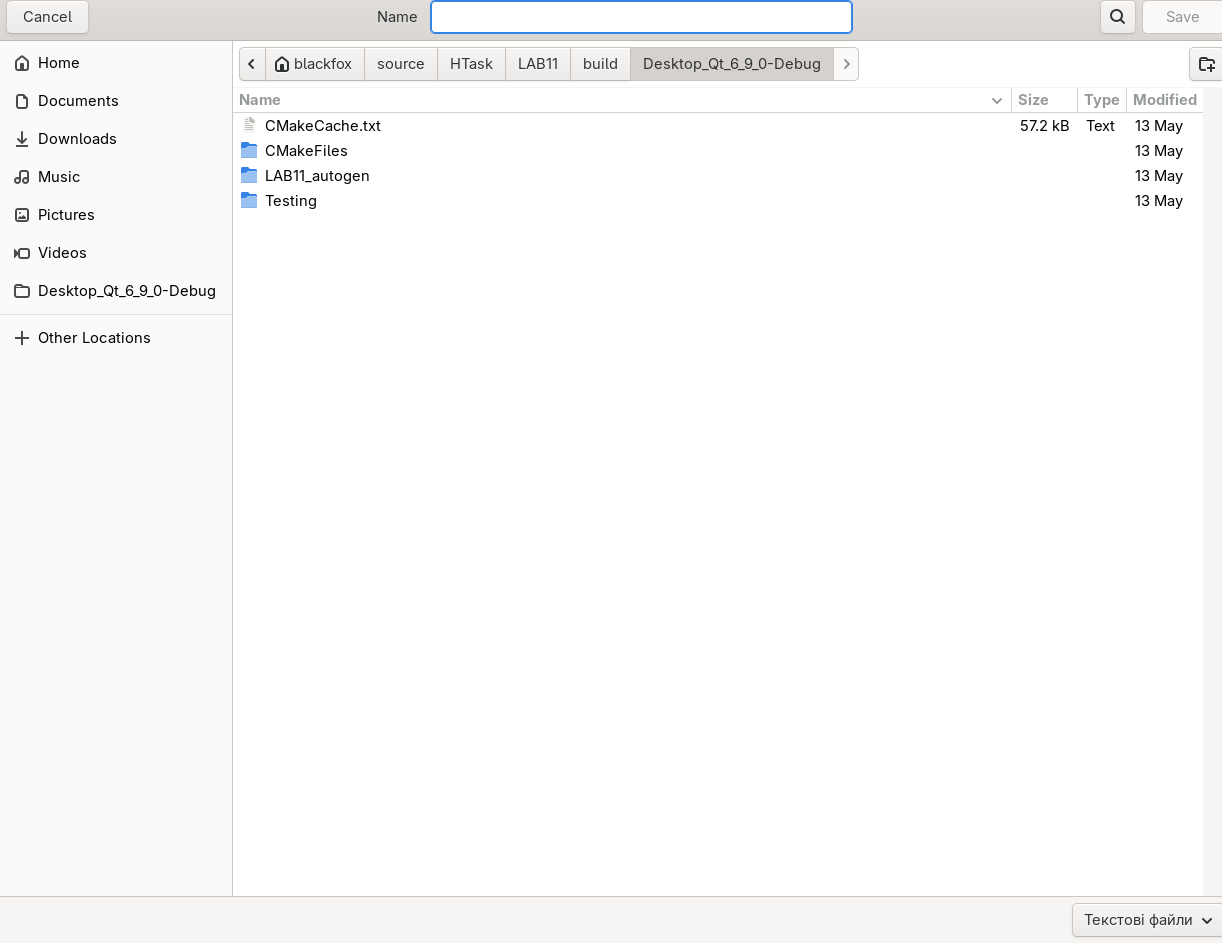 Cancel Name Save
Home
Documents
Downloads
Music
Pictures
Videos
Desktop_Qt_6_9_0-Debug
Other Locations
blackfox source HTask LAB11 build Desktop_Qt_6_9_0-Debug
Name Size Type Modified
CMakeCache.txt 57.2 kB Text 13 May
CMakeFiles 13 May
LAB11_autogen 13 May
Testing 13 May
Текстові файли